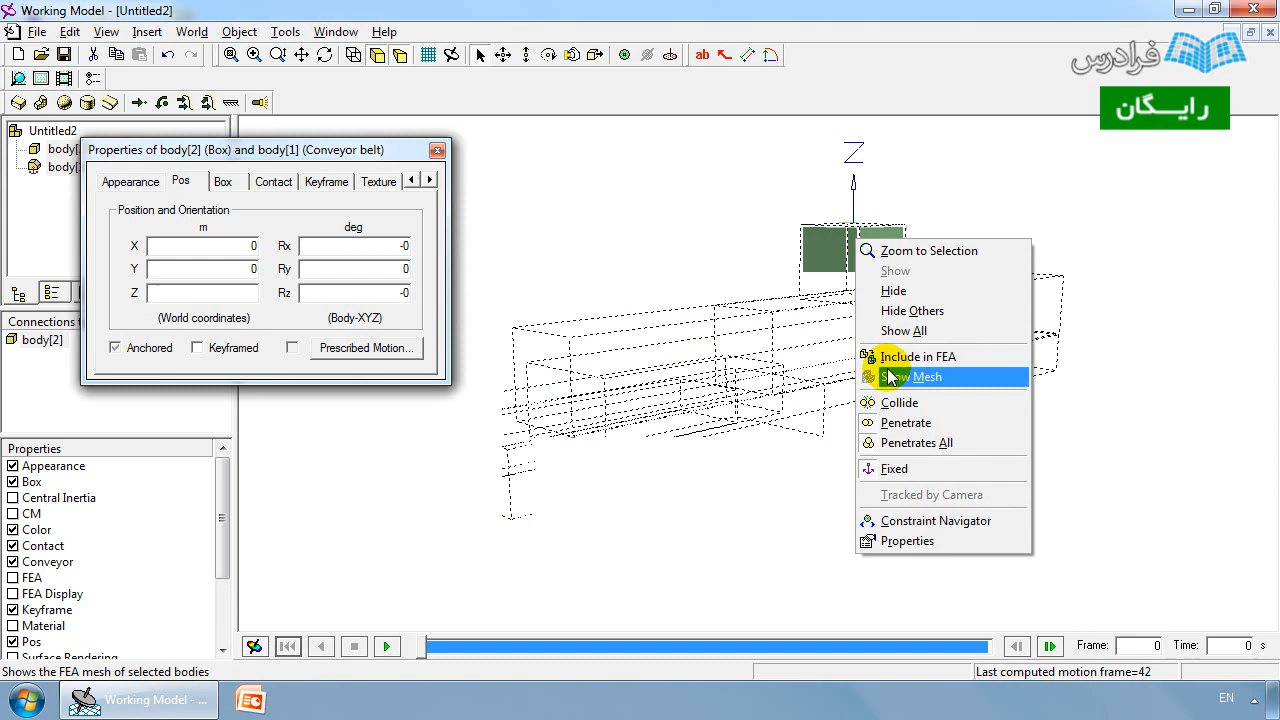 Working Model - [Untitled2]
File Edit View Insert World Object Tools Window Help
فرادرس
رایگان
Untitled2
body[
body[
Properties of body[2] (Box) and body[1] (Conveyor belt)
Appearance Pos Box Contact Keyframe Texture
Position and Orientation
m deg
X 0 Rx -0
Y 0 Ry 0
Z Rz -0
(World coordinates) (Body-XYZ)
Anchored Keyframed Prescribed Motion...
Connections to
body[2]
Properties
Appearance
Box
Central Inertia
CM
Color
Contact
Conveyor
FEA
FEA Display
Keyframe
Material
Pos
Surface Rendering
Z
Zoom to Selection
Show
Hide
Hide Others
Show All
Include in FEA
Show Mesh
Collide
Penetrate
Penetrates All
Fixed
Tracked by Camera
Constraint Navigator
Properties
Frame: 0 Time: 0 s
Shows the FEA mesh of selected bodies
Last computed motion frame=42
Working Model - ...
EN